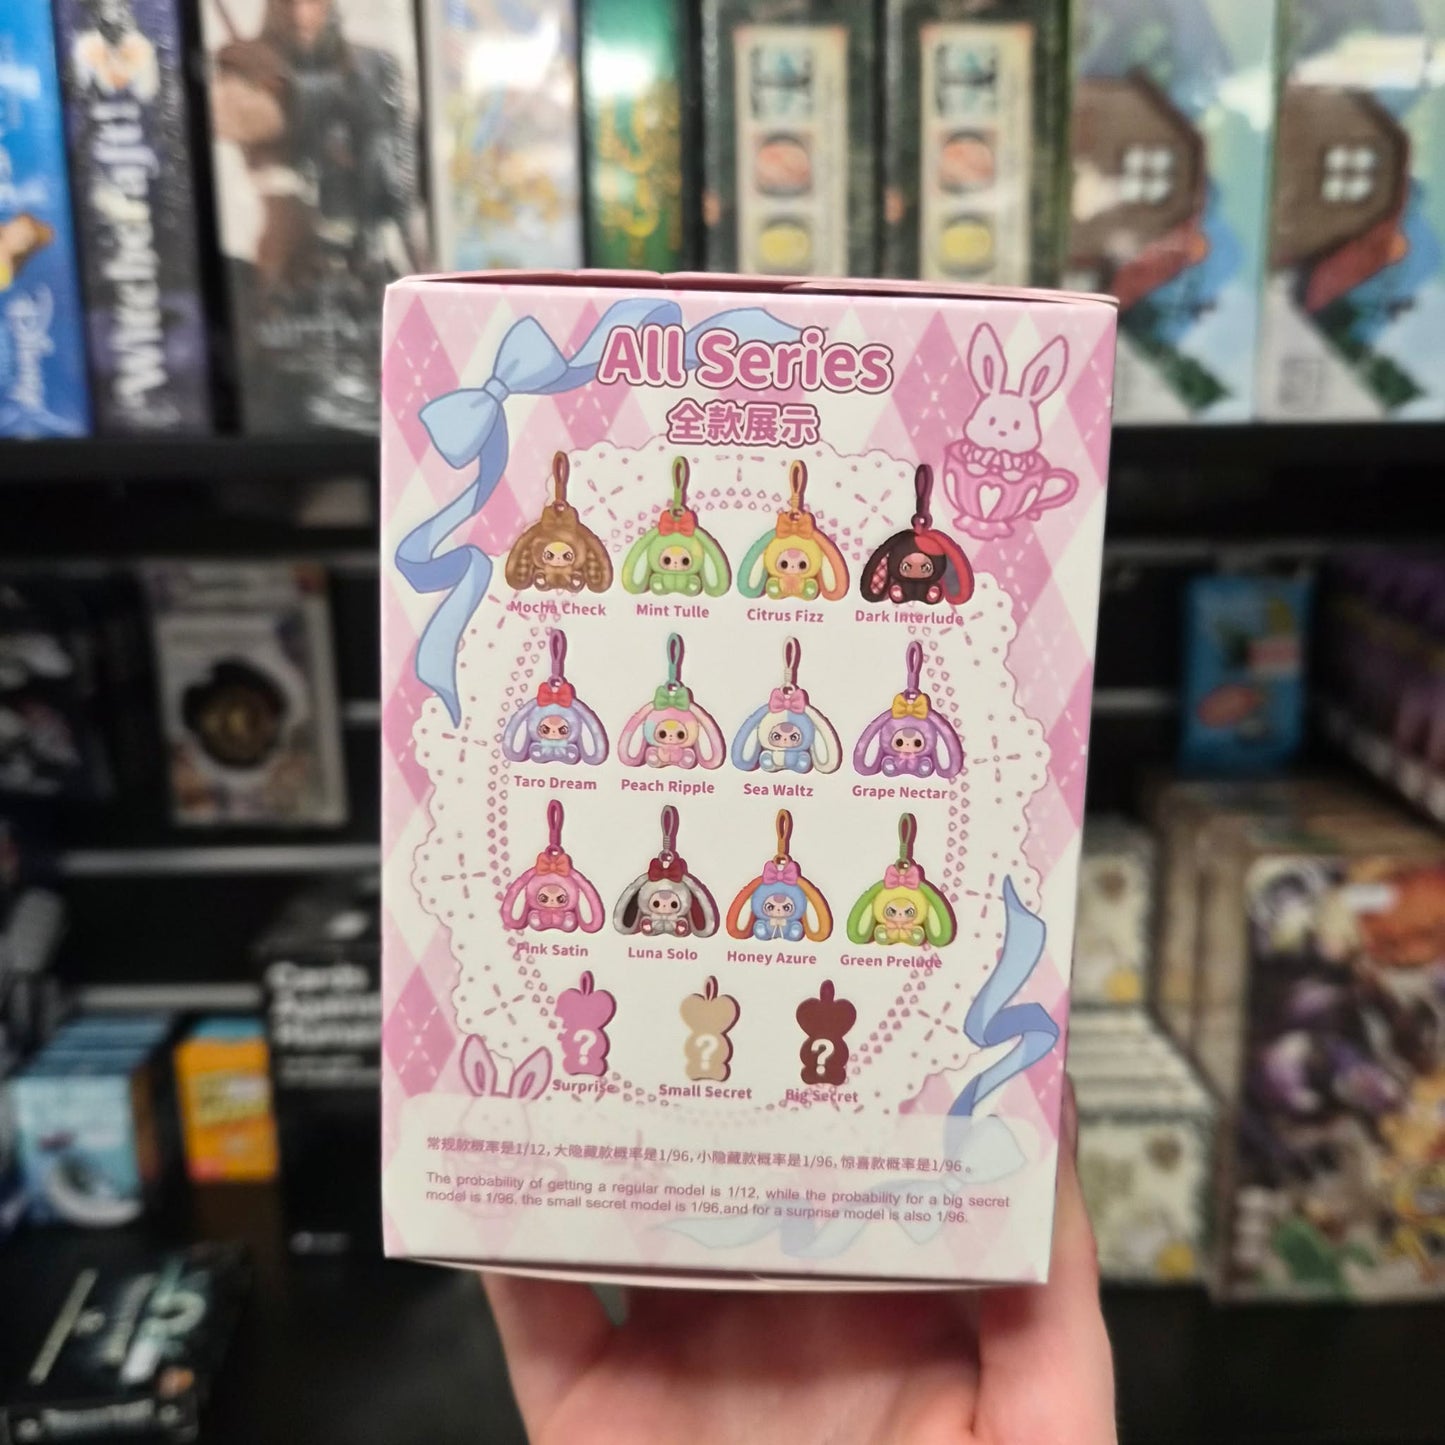 Witchcraft!
All Series
全款展示
Mocha Check
Mint Tulle
Citrus Fizz
Dark Interlude
Taro Dream
Peach Ripple
Sea Waltz
Grape Nectar
Pink Satin
Luna Solo
Honey Azure
Green Prelude
?
?
?
Surprise
Small Secret
Big Secret
常规款概率是1/12,大隐藏款概率是1/96,小隐藏款概率是1/96,惊喜款概率是1/96。
The probability of getting a regular model is 1/12, while the probability for a big secret
model is 1/96, the small secret model is 1/96,and for a surprise model is also 1/96.
Cards
Against
Humanity